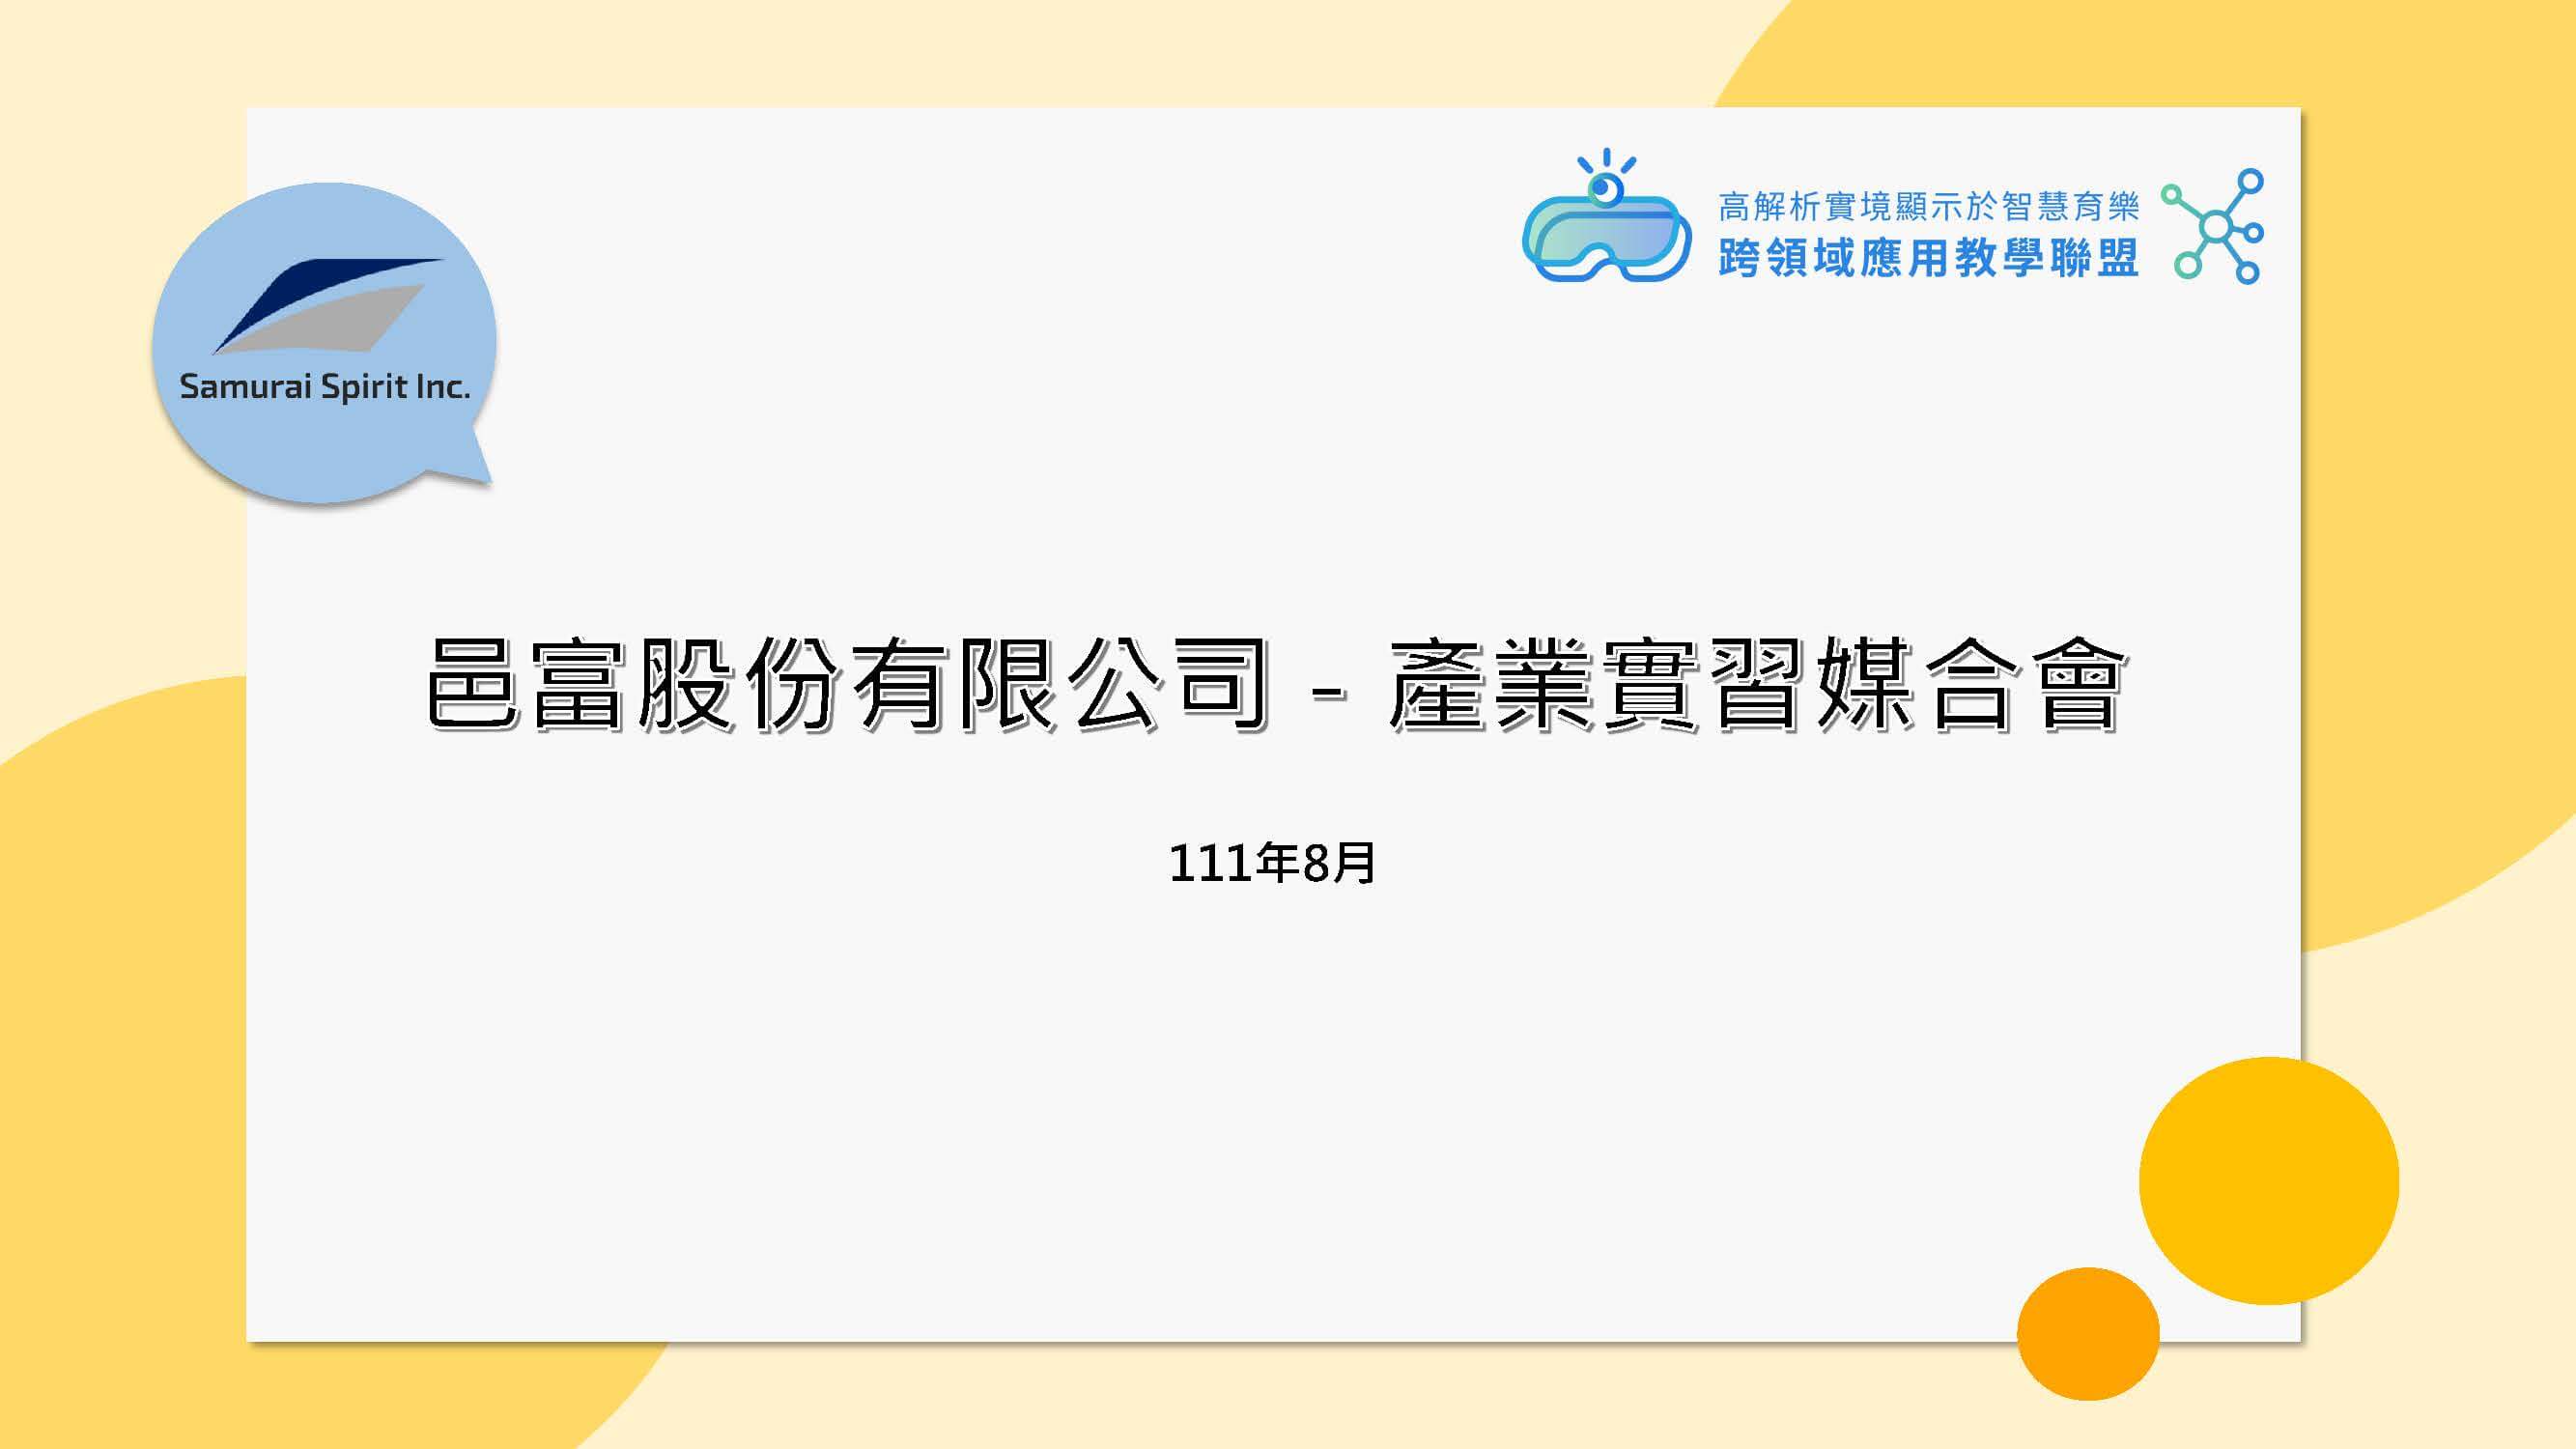 高解析實境顯示於智慧育樂
跨領域應用教學聯盟
Samurai Spirit Inc.
邑富股份有限公司 - 產業實習媒合會
111年8月